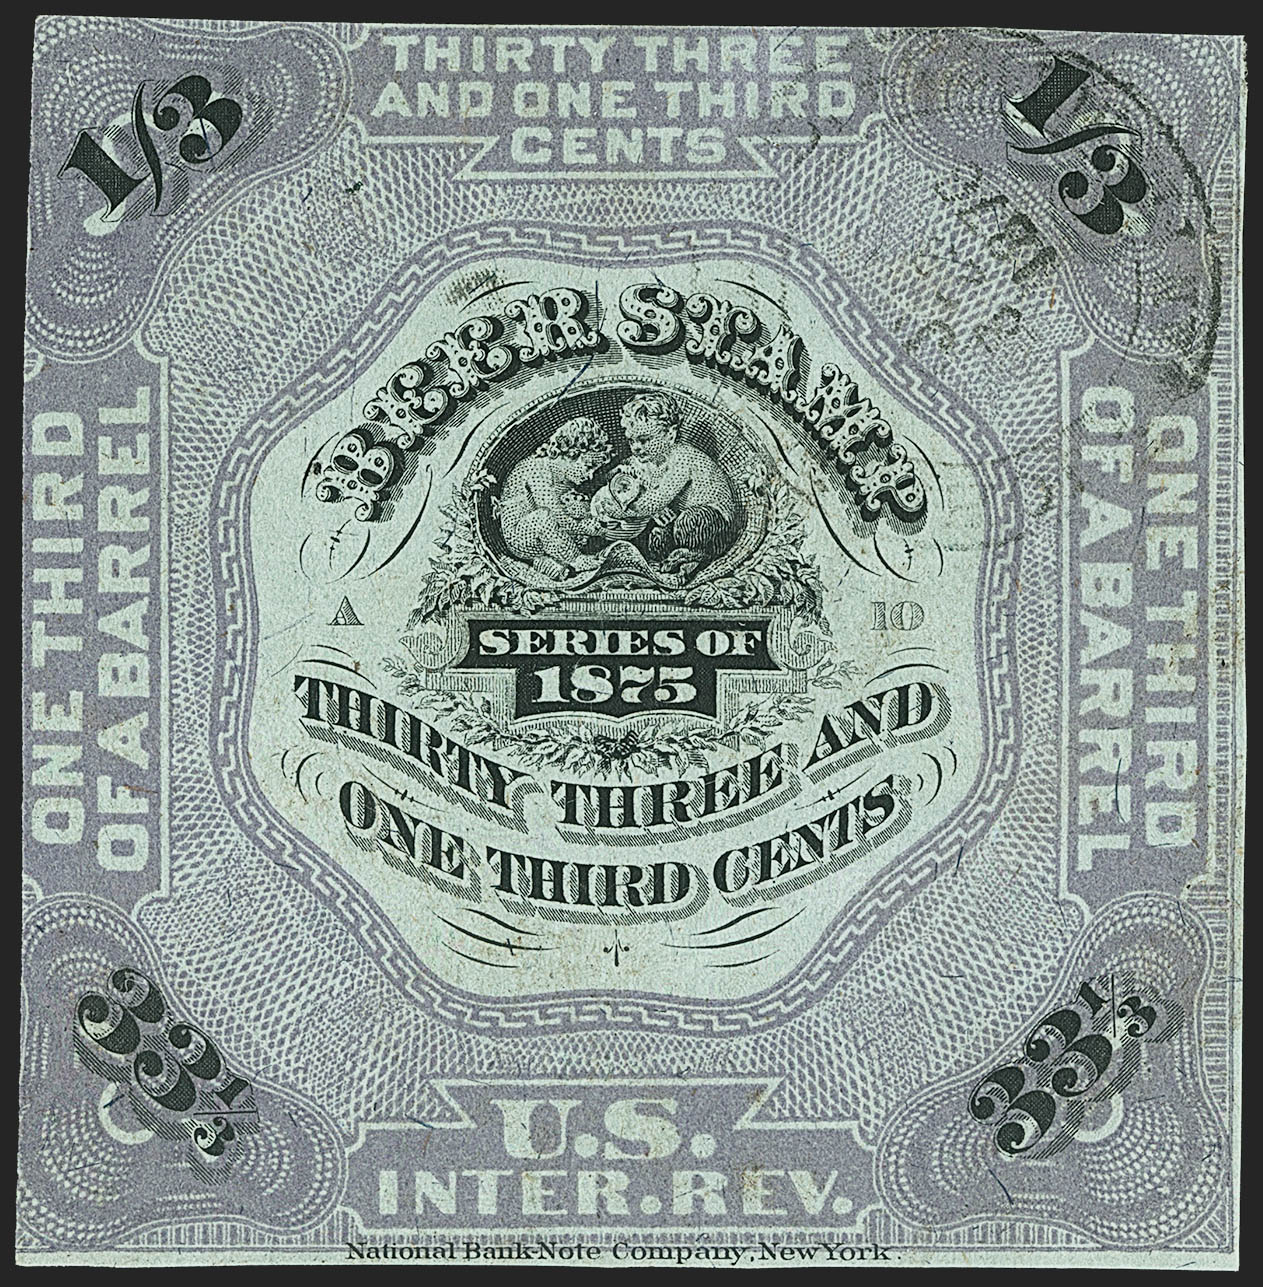 THIRTY THREE
AND ONE THIRD
CENTS
1/3
1/3
ONE THIRD
OF A BARREL
ONE THIRD
OF A BARREL
BEER STAMP
A
10
SERIES OF
1875
THIRTY THREE AND
ONE THIRD CENTS
33 1/3
33 1/3
U.S.
INTER. REV.
National Bank-Note Company, New York